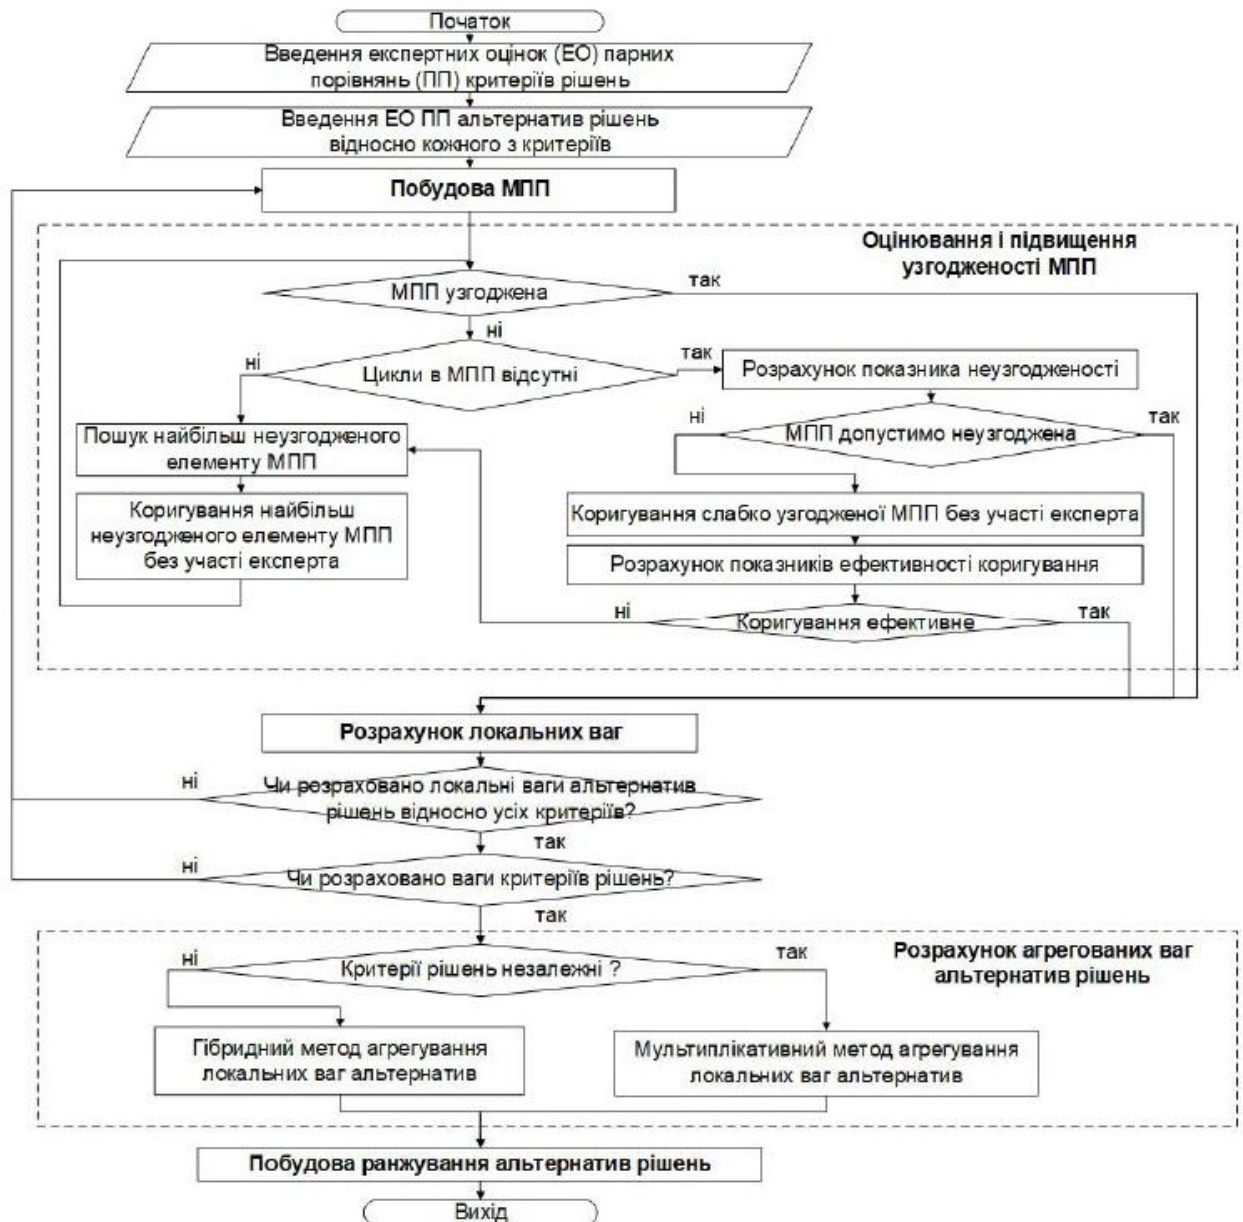 Початок
Введення експертних оцінок (ЕО) парних
порівнянь (ПП) критеріїв рішень
Введення ЕО ПП альтернатив рішень
відносно кожного з критеріїв
Побудова МПП
Оцінювання і підвищення
узгодженості МПП
МПП узгоджена
так
ні
Цикли в МПП відсутні
ні
так
Розрахунок показника неузгодженості
ні
так
МПП допустимо неузгоджена
Пошук найбільш неузгодженого
елементу МПП
Коригування найбільш
неузгодженого елементу МПП
без участі експерта
Коригування слабко узгодженої МПП без участі експерта
Розрахунок показників ефективності коригування
ні
так
Коригування ефективне
Розрахунок локальних ваг
ні
Чи розраховано локальні ваги альтернатив
рішень відносно усіх критеріїв?
так
ні
Чи розраховано ваги критеріїв рішень?
так
Розрахунок агрегованих ваг
альтернатив рішень
ні
так
Критерії рішень незалежні ?
Гібридний метод агрегування
локальних ваг альтернатив
Мультиплікативний метод агрегування
локальних ваг альтернатив
Побудова ранжування альтернатив рішень
Вихід